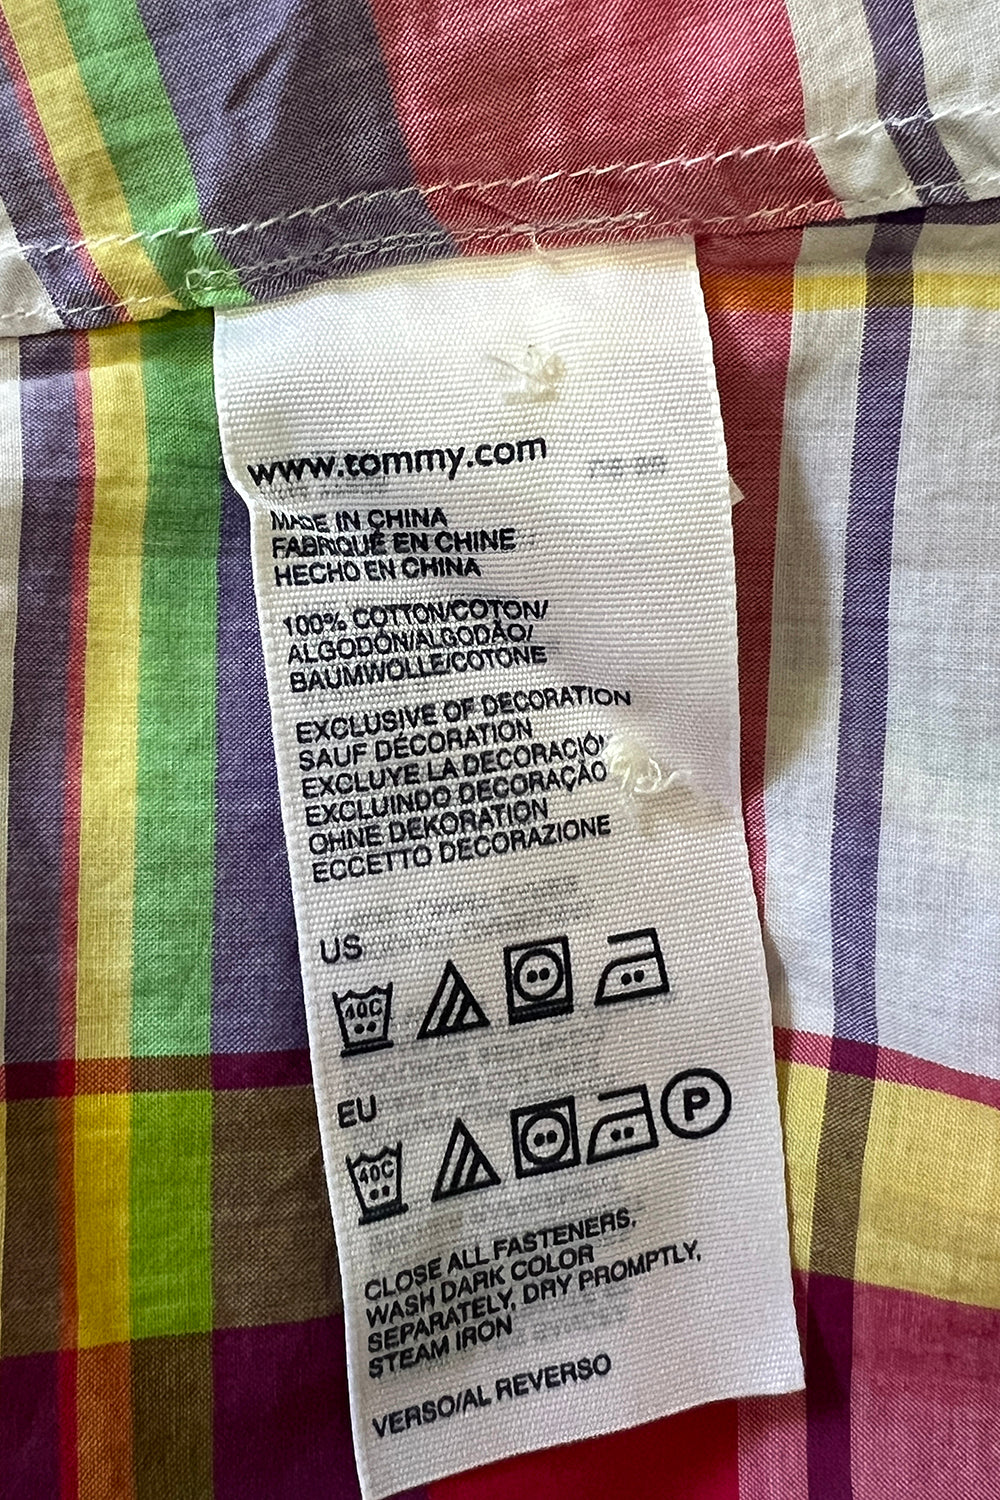 www.tommy.com
MADE IN CHINA
FABRIQUÉ EN CHINE
HECHO EN CHINA
100% COTTON/COTON/
ALGODÓN/ALGODÃO/
BAUMWOLLE/COTONE
EXCLUSIVE OF DECORATION
SAUF DÉCORATION
EXCLUYE LA DECORACIÓN
EXCLUINDO DECORAÇÃO
OHNE DEKORATION
ECCETTO DECORAZIONE
US
40C
EU
40C P
CLOSE ALL FASTENERS,
WASH DARK COLOR
SEPARATELY, DRY PROMPTLY,
STEAM IRON
VERSO/AL REVERSO